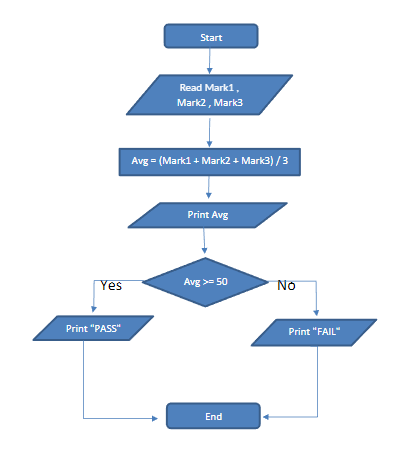 Start
Read Mark1 ,
Mark2 , Mark3
Avg = (Mark1 + Mark2 + Mark3) / 3
Print Avg
Avg >= 50
Yes
No
Print “PASS”
Print “FAIL”
End